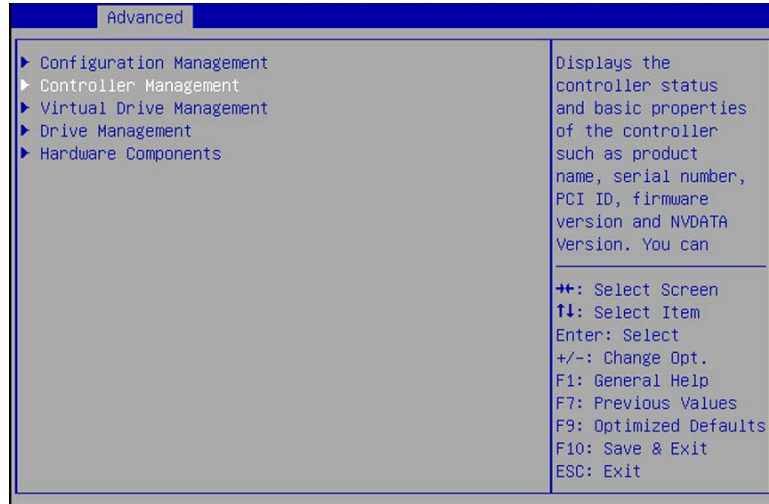 Advanced
Configuration Management
Controller Management
Virtual Drive Management
Drive Management
Hardware Components
Displays the
controller status
and basic properties
of the controller
such as product
name, serial number,
PCI ID, firmware
version and NVDATA
Version. You can
→←: Select Screen
↑↓: Select Item
Enter: Select
+/-: Change Opt.
F1: General Help
F7: Previous Values
F9: Optimized Defaults
F10: Save & Exit
ESC: Exit